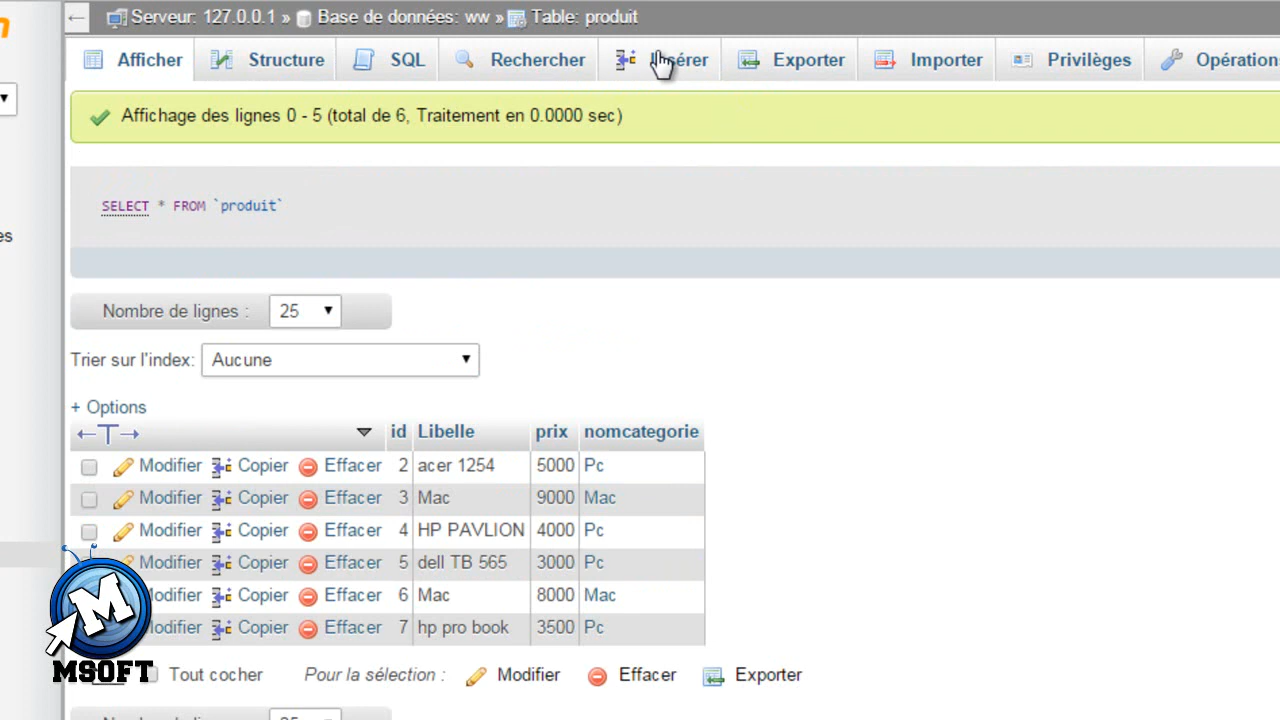 Serveur: 127.0.0.1 » Base de données: ww » Table: produit
Afficher Structure SQL Rechercher Exporter Importer Privilèges
Affichage des lignes 0 - 5 (total de 6, Traitement en 0.0000 sec)
SELECT * FROM `produit`
es
Nombre de lignes : 25
Trier sur l'index: Aucune
+ Options
←T→ id Libelle prix nomcategorie
Modifier Copier Effacer 2 acer 1254 5000 Pc
Modifier Copier Effacer 3 Mac 9000 Mac
Modifier Copier Effacer 4 HP PAVLION 4000 Pc
Modifier Copier Effacer 5 dell TB 565 3000 Pc
Modifier Copier Effacer 6 Mac 8000 Mac
Copier Effacer 7 hp pro book 3500 Pc
M
MSOFT
Tout cocher Pour la sélection : Modifier Effacer Exporter